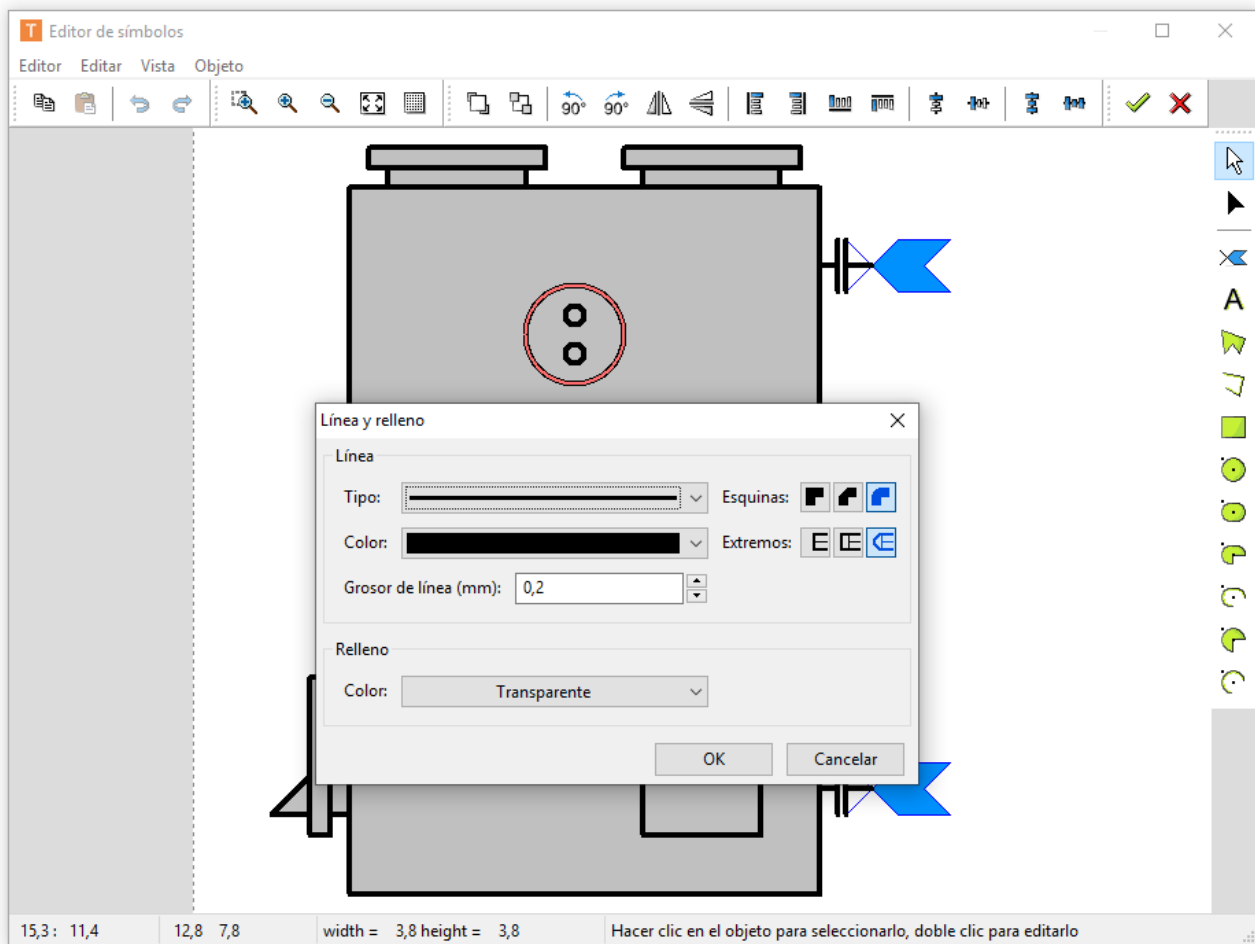 T Editor de símbolos
Editor Editar Vista Objeto
90° 90°
A
Línea y relleno
Línea
Tipo: Esquinas:
Color: Extremos:
Grosor de línea (mm): 0,2
Relleno
Color: Transparente
OK Cancelar
15,3 : 11,4 12,8 7,8 width = 3,8 height = 3,8 Hacer clic en el objeto para seleccionarlo, doble clic para editarlo